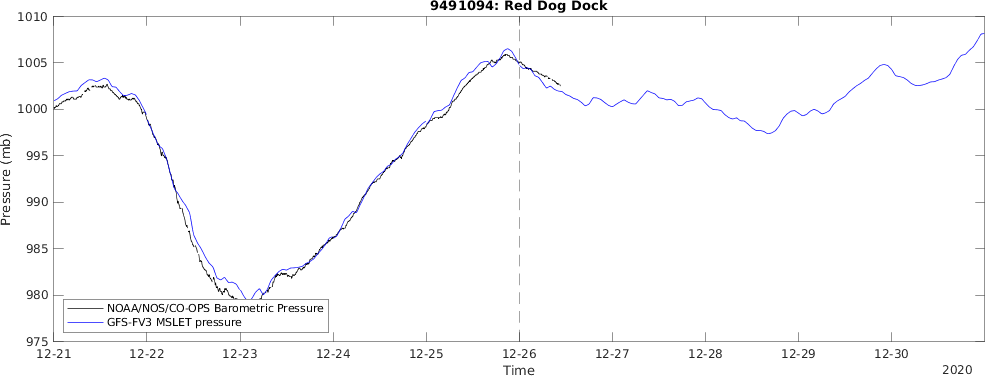 9491094: Red Dog Dock
1010
1005
1000
995
990
985
980
975
Pressure (mb)
NOAA/NOS/CO-OPS Barometric Pressure
GFS-FV3 MSLET pressure
12-21 12-22 12-23 12-24 12-25 12-26 12-27 12-28 12-29 12-30
Time
2020